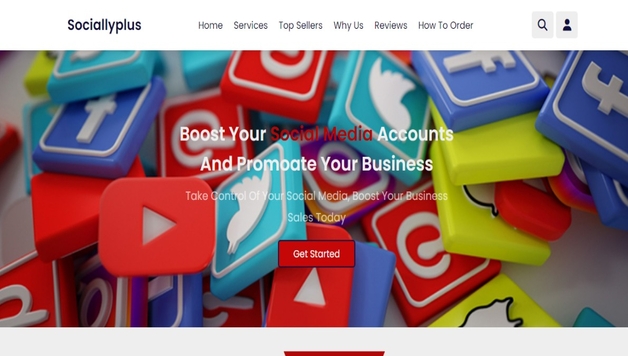 Sociallyplus
Home Services Top Sellers Why Us Reviews How To Order
Boost Your Social Media Accounts
And Promoate Your Business
Take Control Of Your Social Media, Boost Your Business
Sales Today
Get Started